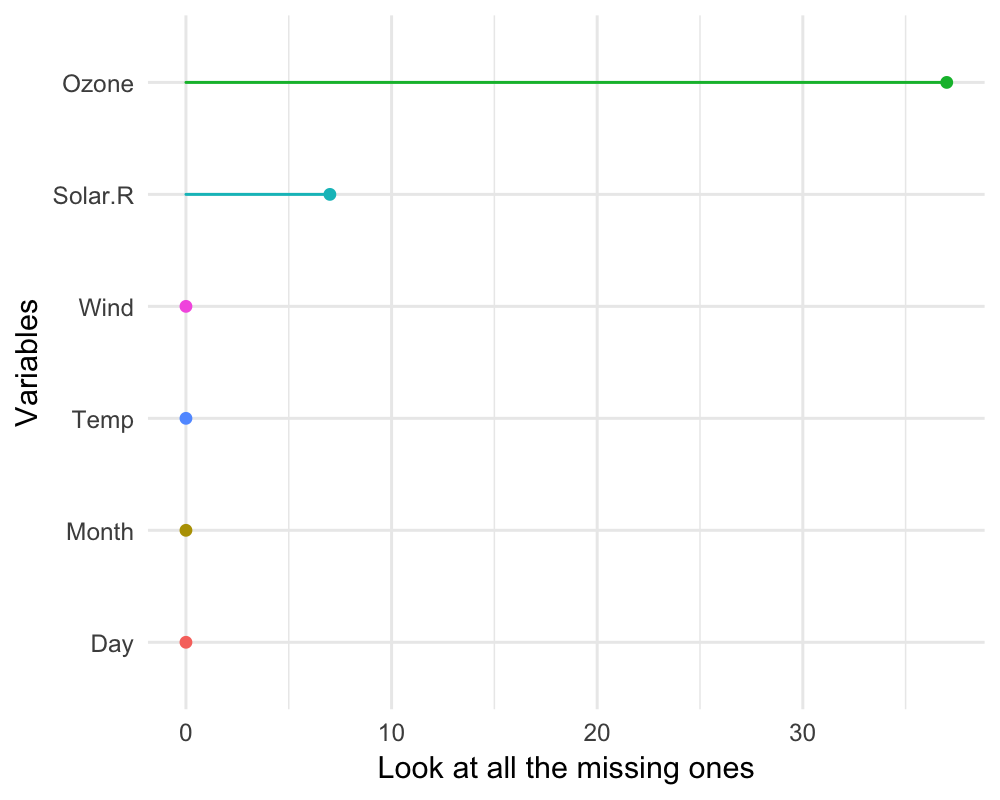 Ozone
Solar.R
Wind
Temp
Month
Day
Variables
0 10 20 30
Look at all the missing ones